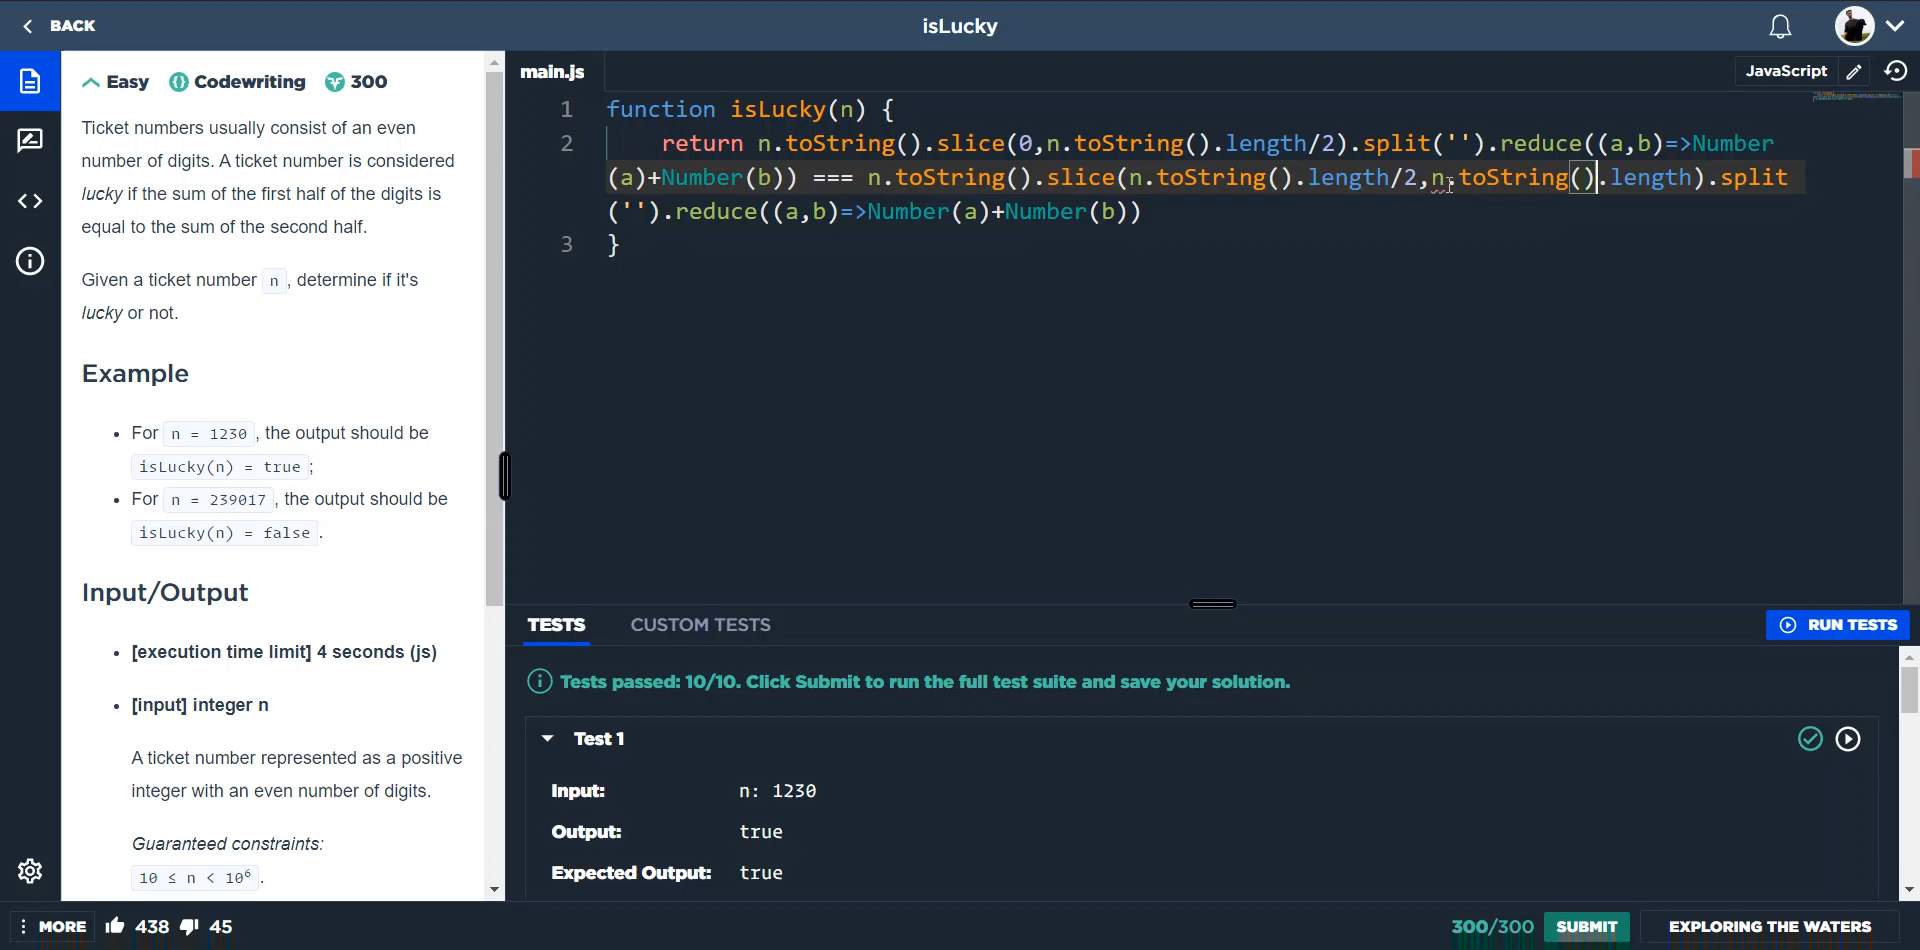 BACK
isLucky
Easy Codewriting 300
Ticket numbers usually consist of an even
number of digits. A ticket number is considered
lucky if the sum of the first half of the digits is
equal to the sum of the second half.
Given a ticket number n, determine if it's
lucky or not.
Example
• For n = 1230, the output should be
isLucky(n) = true;
• For n = 239017, the output should be
isLucky(n) = false.
Input/Output
• [execution time limit] 4 seconds (js)
• [input] integer n
A ticket number represented as a positive
integer with an even number of digits.
Guaranteed constraints:
10 ≤ n < 10⁶.
MORE 438 45
main.js
JavaScript
1 function isLucky(n) {
2 return n.toString().slice(0,n.toString().length/2).split('').reduce((a,b)=>Number
(a)+Number(b)) === n.toString().slice(n.toString().length/2,n.toString().length).split
('').reduce((a,b)=>Number(a)+Number(b))
3 }
TESTS CUSTOM TESTS
RUN TESTS
Tests passed: 10/10. Click Submit to run the full test suite and save your solution.
Test 1
Input: n: 1230
Output: true
Expected Output: true
300/300 SUBMIT EXPLORING THE WATERS